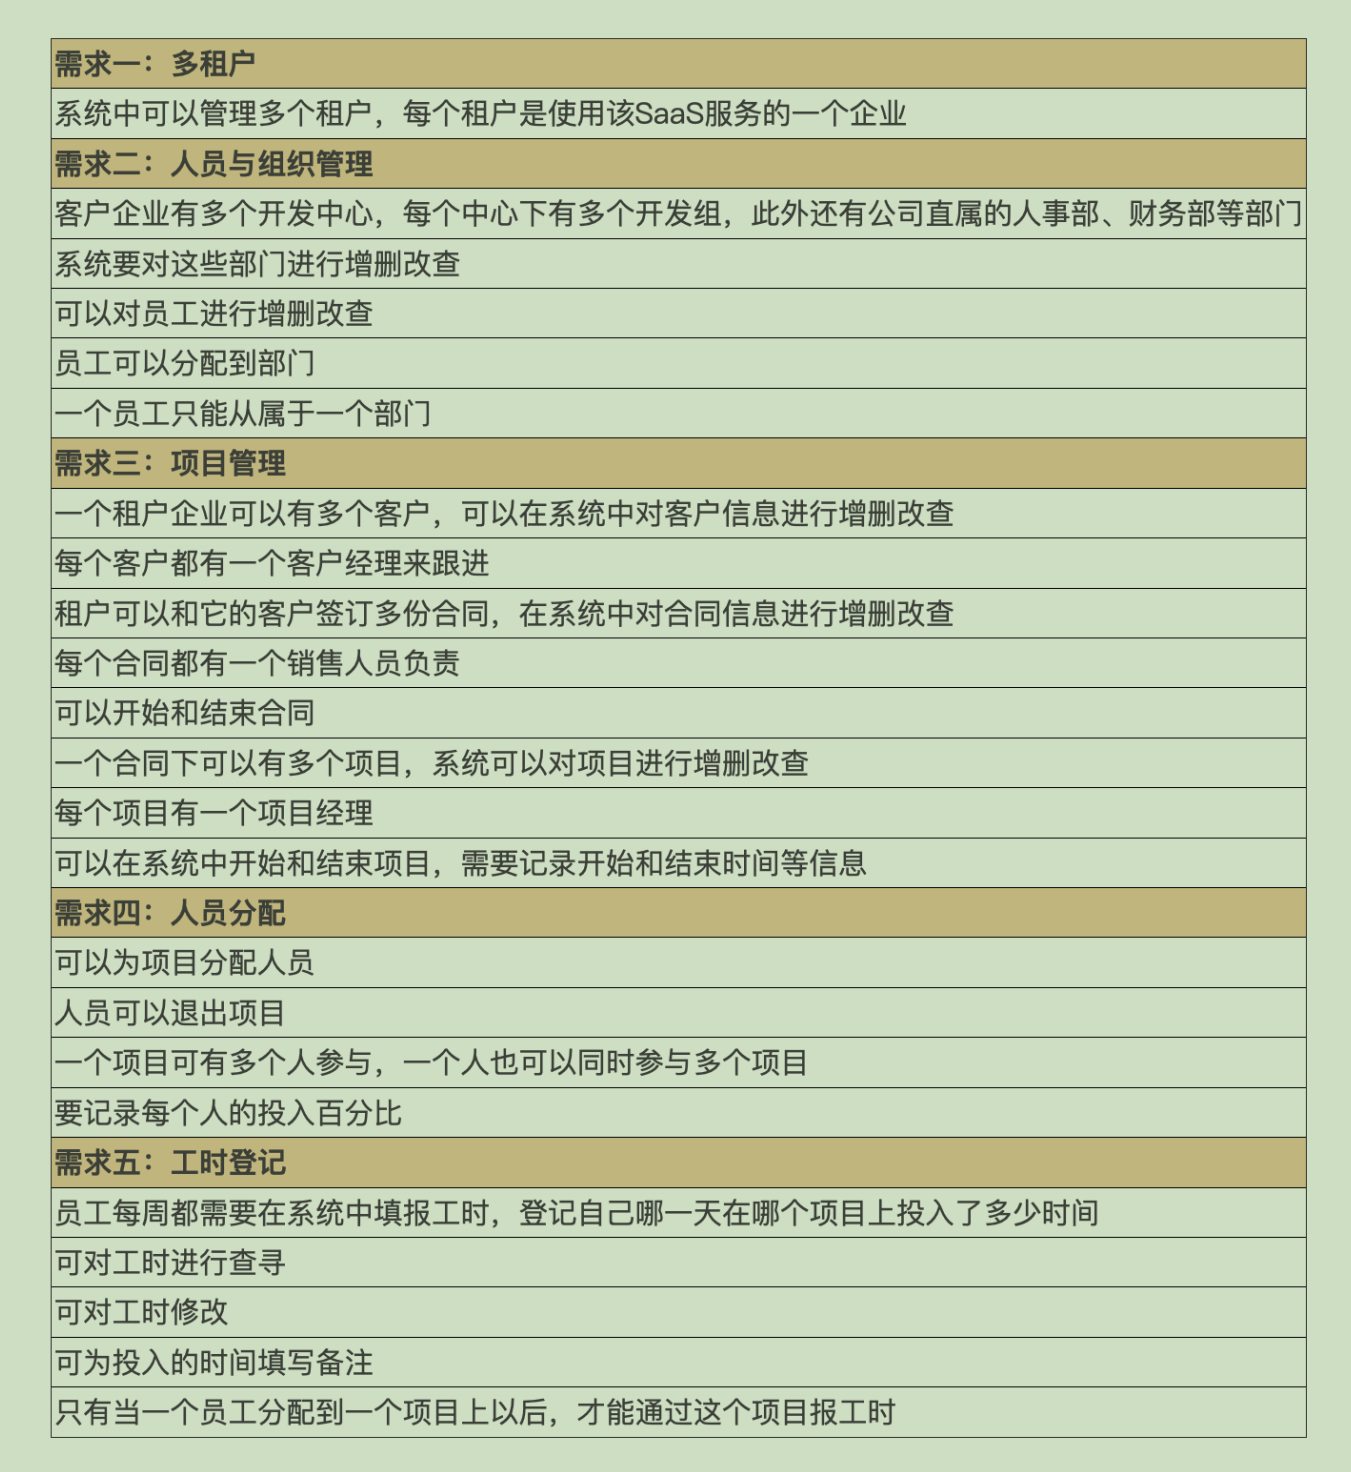 需求一：多租户
系统中可以管理多个租户，每个租户是使用该SaaS服务的一个企业
需求二：人员与组织管理
客户企业有多个开发中心，每个中心下有多个开发组，此外还有公司直属的人事部、财务部等部门
系统要对这些部门进行增删改查
可以对员工进行增删改查
员工可以分配到部门
一个员工只能从属于一个部门
需求三：项目管理
一个租户企业可以有多个客户，可以在系统中对客户信息进行增删改查
每个客户都有一个客户经理来跟进
租户可以和它的客户签订多份合同，在系统中对合同信息进行增删改查
每个合同都有一个销售人员负责
可以开始和结束合同
一个合同下可以有多个项目，系统可以对项目进行增删改查
每个项目有一个项目经理
可以在系统中开始和结束项目，需要记录开始和结束时间等信息
需求四：人员分配
可以为项目分配人员
人员可以退出项目
一个项目可有多个人参与，一个人也可以同时参与多个项目
要记录每个人的投入百分比
需求五：工时登记
员工每周都需要在系统中填报工时，登记自己哪一天在哪个项目上投入了多少时间
可对工时进行查寻
可对工时修改
可为投入的时间填写备注
只有当一个员工分配到一个项目上以后，才能通过这个项目报工时